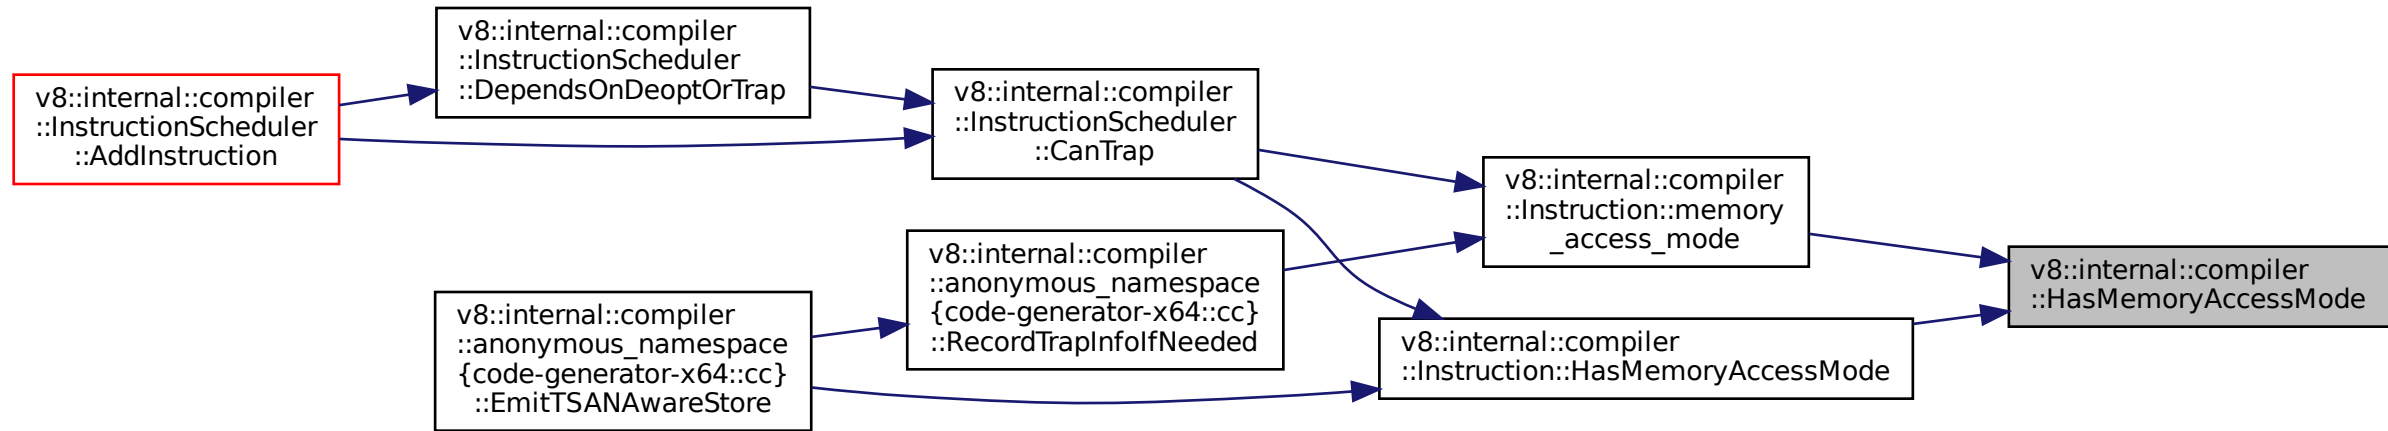 v8::internal::compiler
::InstructionScheduler
::AddInstruction
v8::internal::compiler
::InstructionScheduler
::DependsOnDeoptOrTrap
v8::internal::compiler
::InstructionScheduler
::CanTrap
v8::internal::compiler
::Instruction::memory
_access_mode
v8::internal::compiler
::HasMemoryAccessMode
v8::internal::compiler
::anonymous_namespace
{code-generator-x64::cc}
::RecordTrapInfoIfNeeded
v8::internal::compiler
::anonymous_namespace
{code-generator-x64::cc}
::EmitTSANAwareStore
v8::internal::compiler
::Instruction::HasMemoryAccessMode